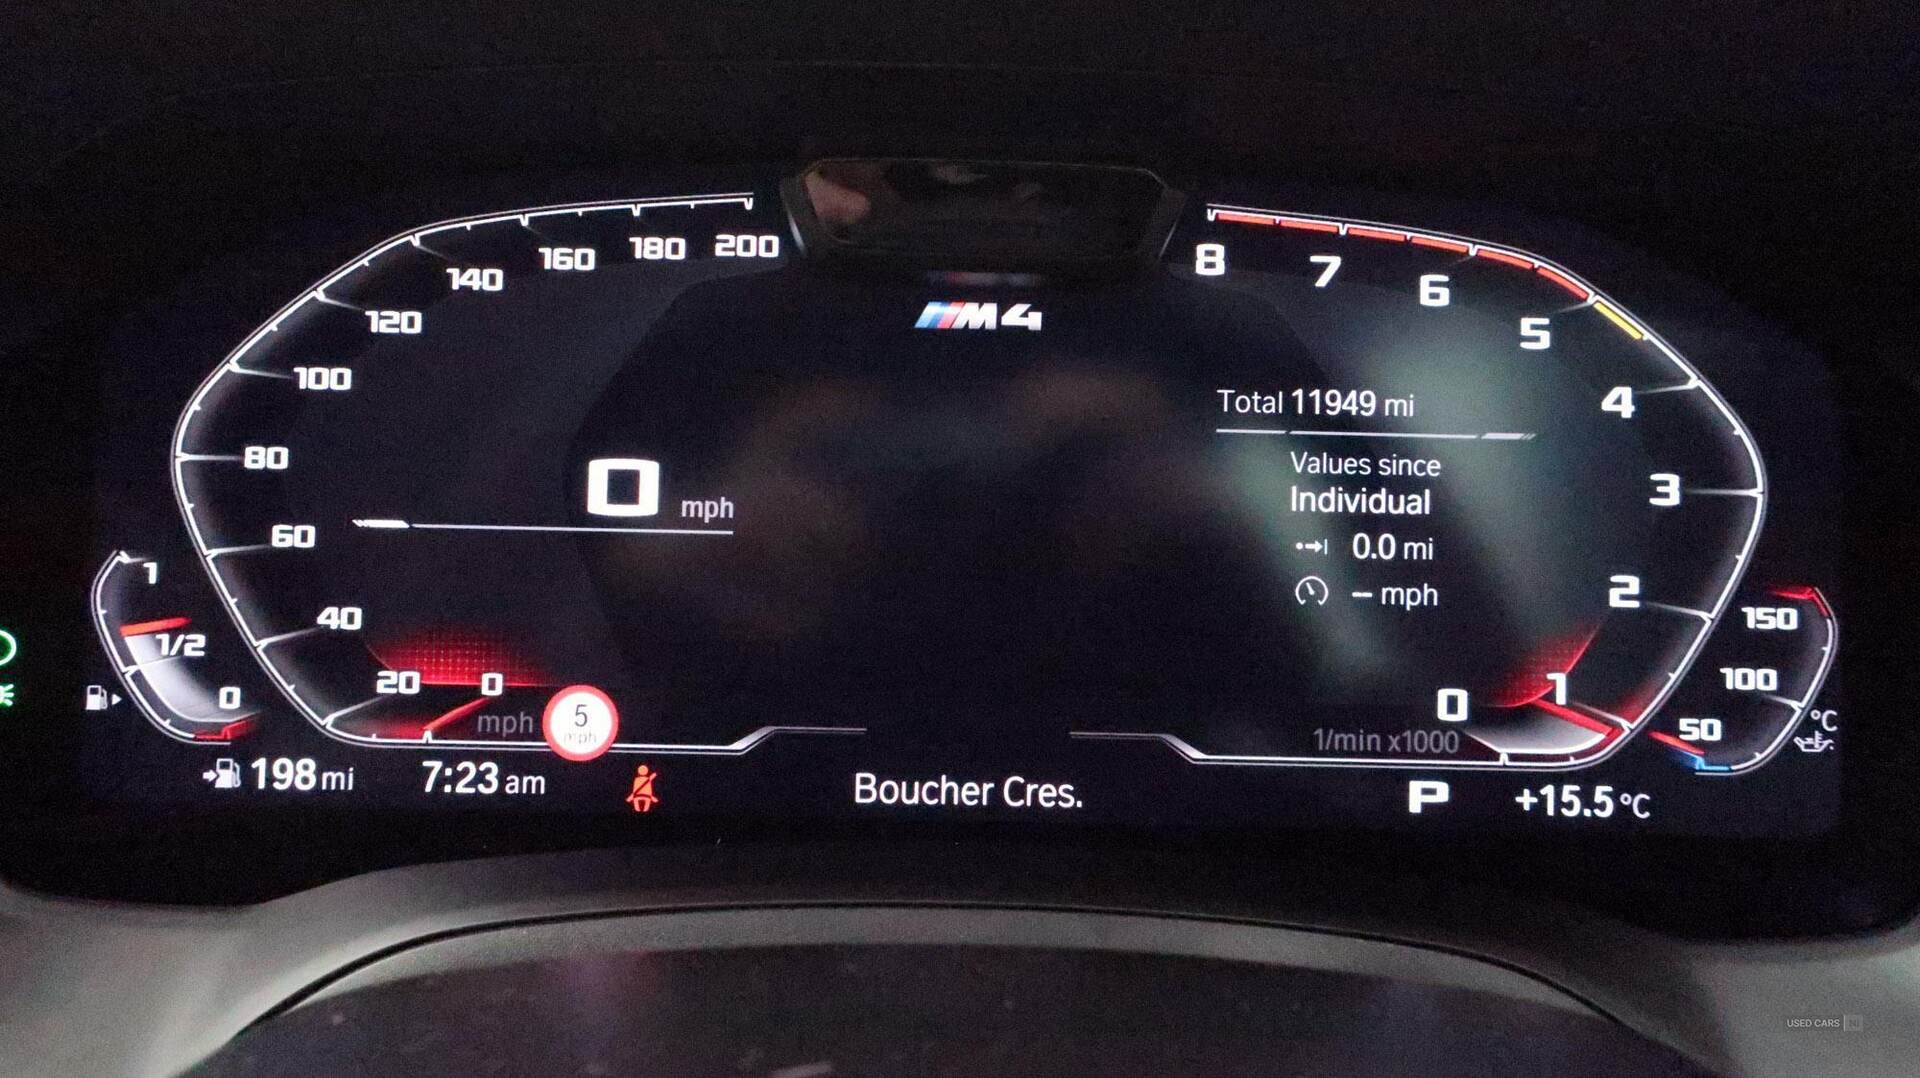 200
180
160
140
120
100
80
60
40
20
0
mph
0 mph
5
mph
1
1/2
0
198 mi
7:23 am
M4
Boucher Cres.
8
7
6
5
4
3
2
1
0
1/min x1000
Total 11949 mi
Values since
Individual
0.0 mi
-- mph
150
100
50
°C
P
+15.5 °C
USED CARS NI